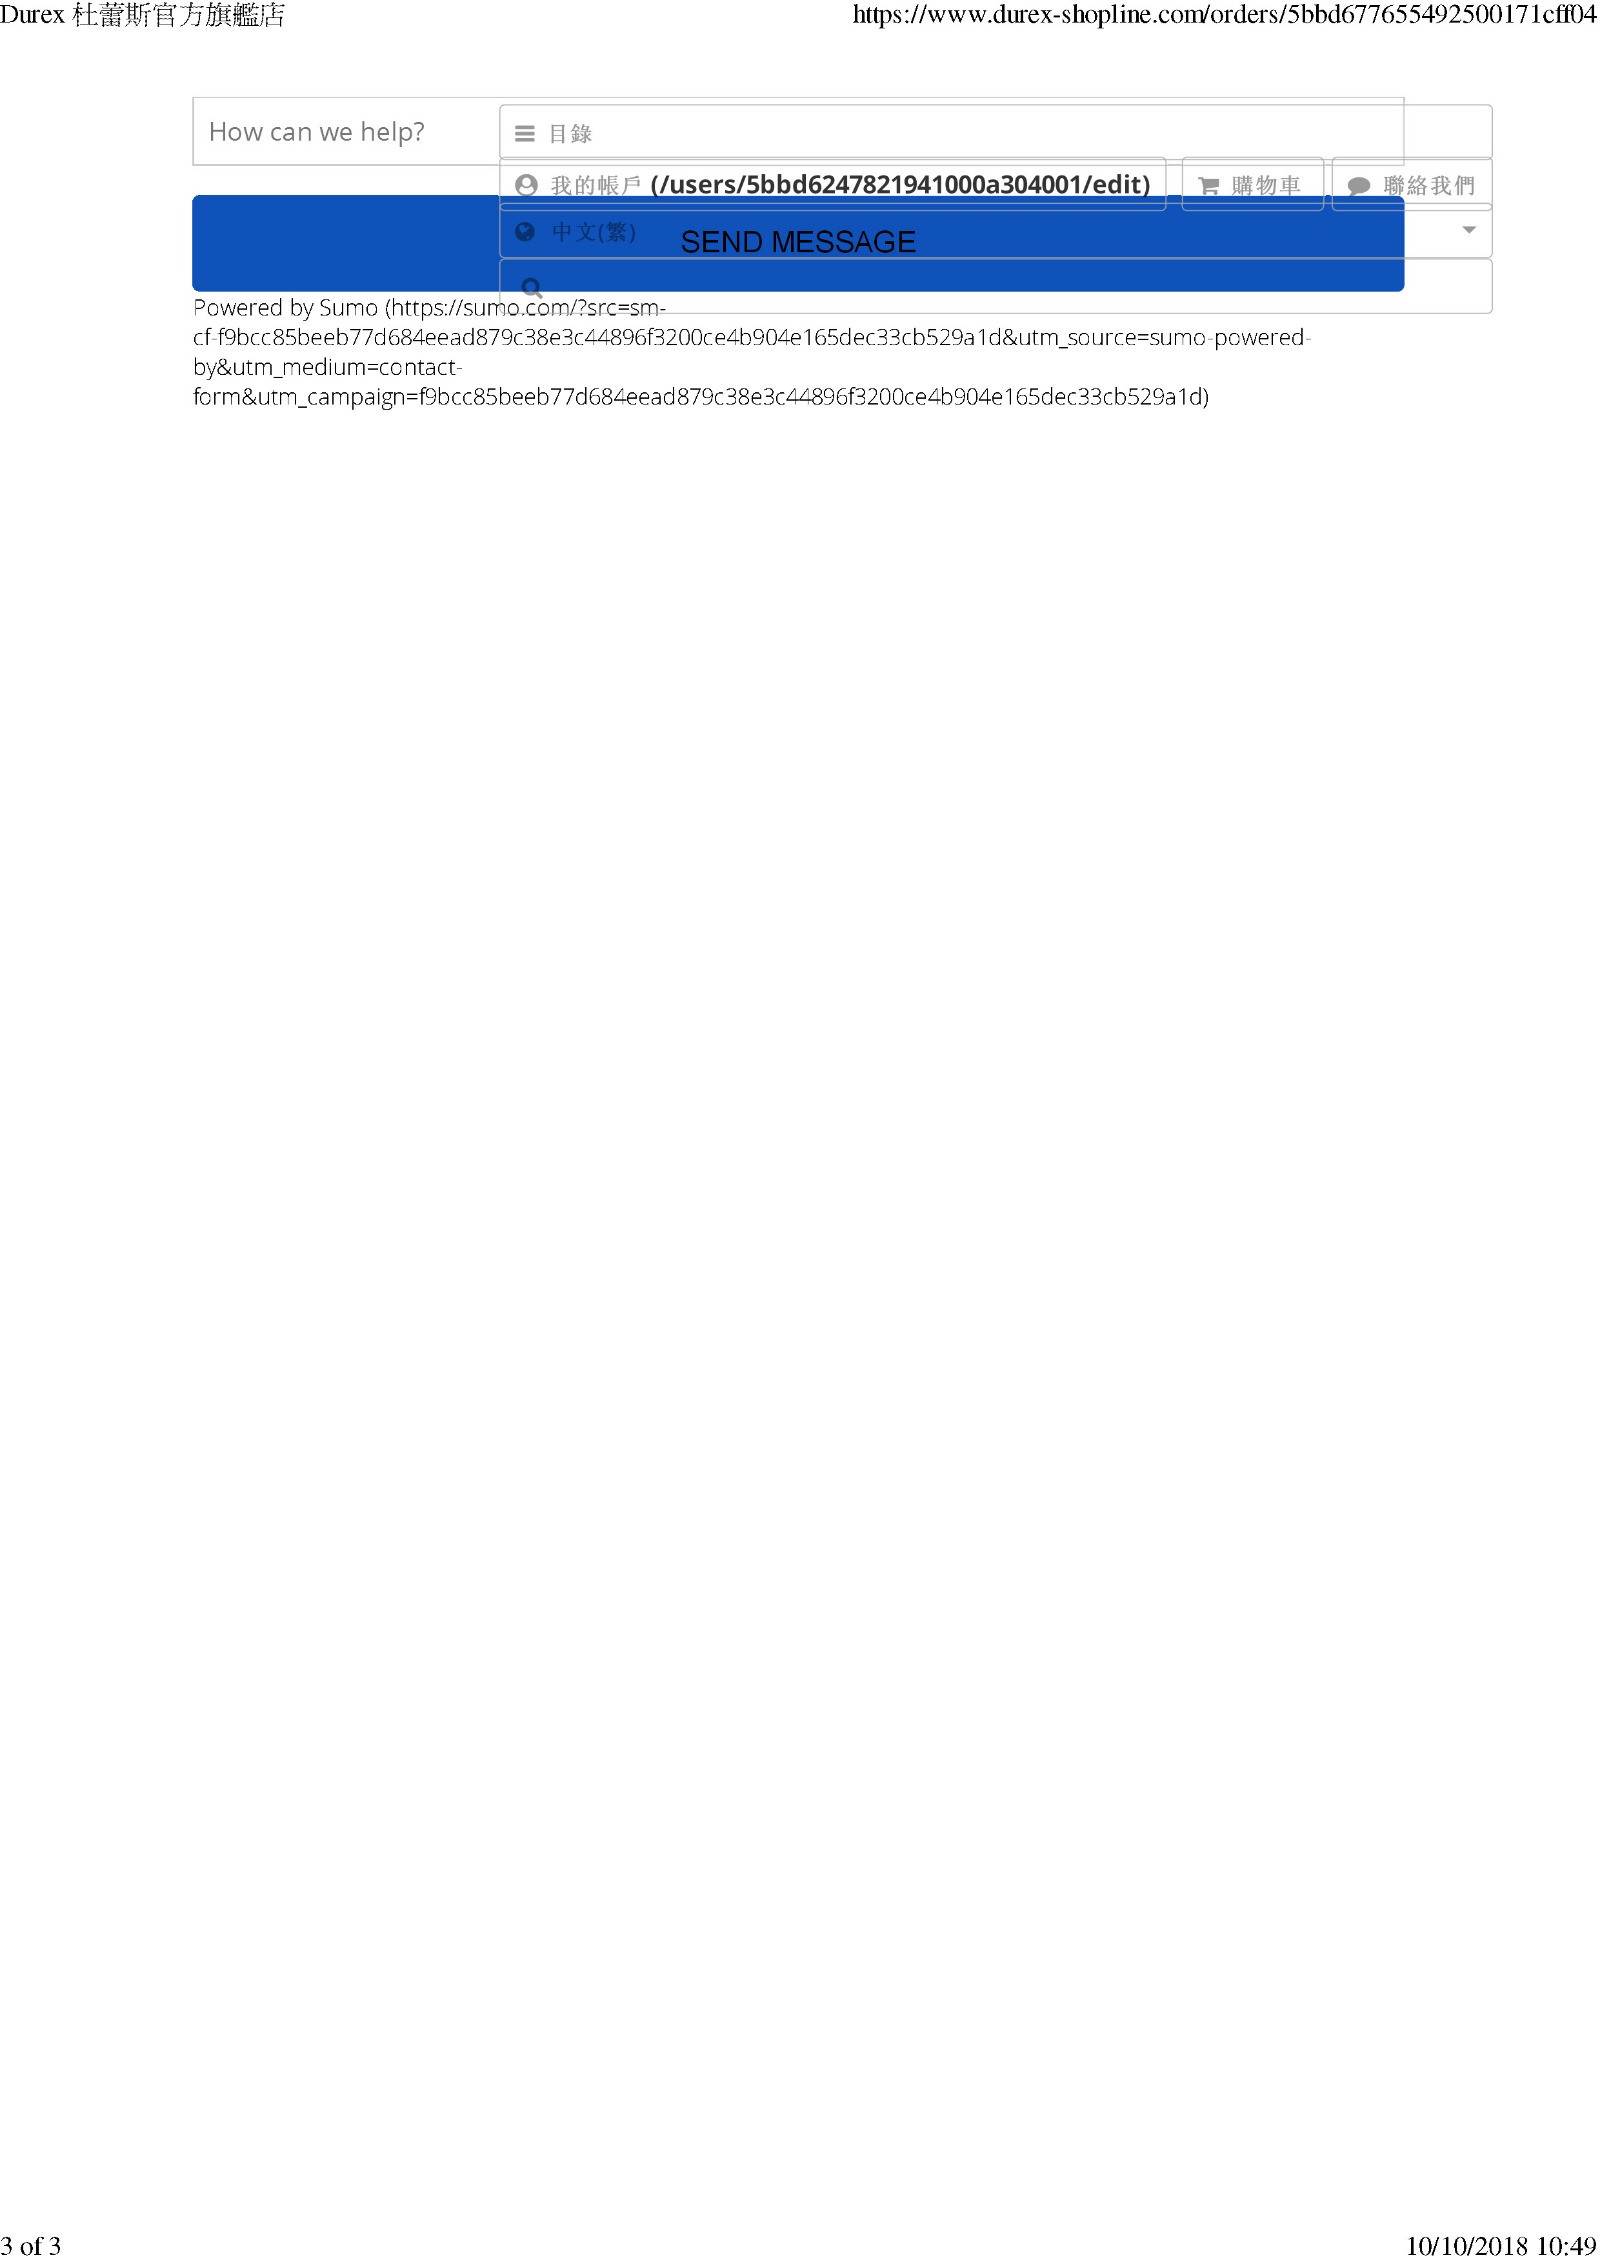 Durex 杜蕾斯官方旗艦店
https://www.durex-shopline.com/orders/5bbd677655492500171cff04
How can we help?
目錄
我的帳戶 (/users/5bbd6247821941000a304001/edit)
購物車
聯絡我們
中文(繁)
SEND MESSAGE
Powered by Sumo (https://sumo.com/?src=sm-
cf-f9bcc85beeb77d684eead879c38e3c44896f3200ce4b904e165dec33cb529a1d&utm_source=sumo-powered-
by&utm_medium=contact-
form&utm_campaign=f9bcc85beeb77d684eead879c38e3c44896f3200ce4b904e165dec33cb529a1d)
3 of 3
10/10/2018 10:49